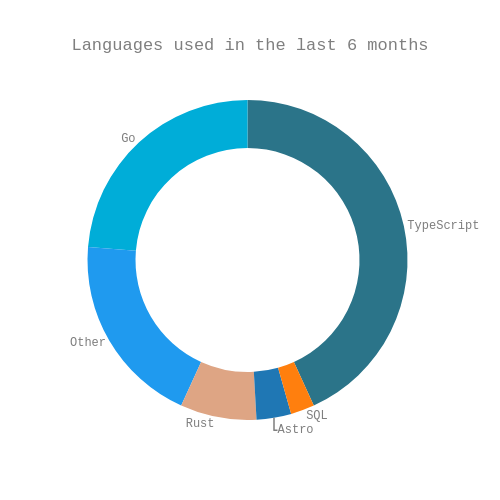 Languages used in the last 6 months
Go
TypeScript
Other
SQL
Rust
Astro